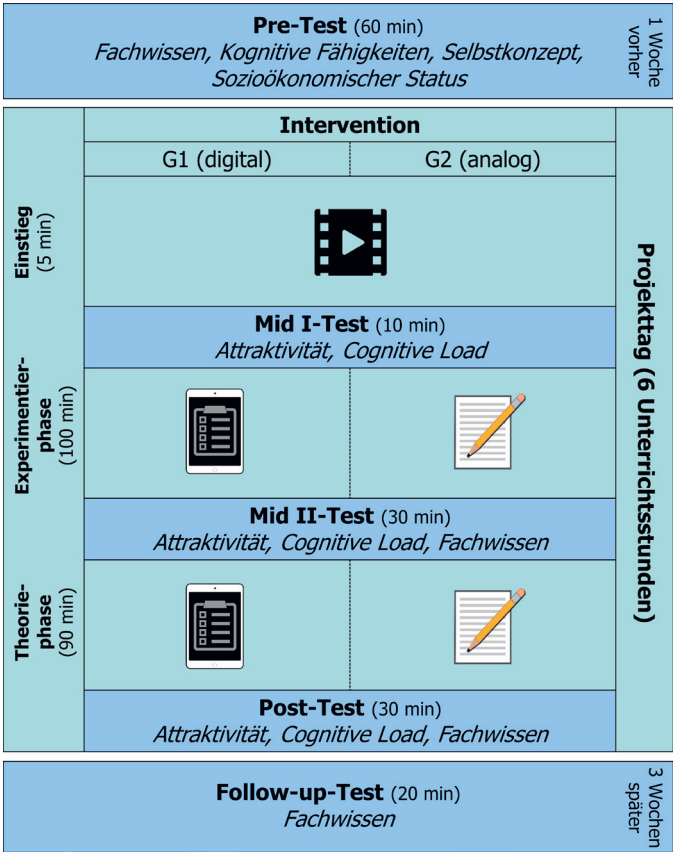 Pre-Test (60 min)
Fachwissen, Kognitive Fähigkeiten, Selbstkonzept,
Sozioökonomischer Status
1 Woche
vorher
Intervention
G1 (digital)
G2 (analog)
Einstieg
(5 min)
Mid I-Test (10 min)
Attraktivität, Cognitive Load
Experimentier-
phase
(100 min)
Mid II-Test (30 min)
Attraktivität, Cognitive Load, Fachwissen
Theorie-
phase
(90 min)
Post-Test (30 min)
Attraktivität, Cognitive Load, Fachwissen
Projekttag (6 Unterrichtsstunden)
Follow-up-Test (20 min)
Fachwissen
3 Wochen
später